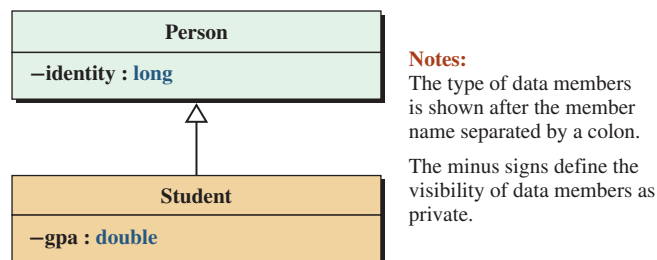 Person
–identity : long
Notes:
The type of data members
is shown after the member
name separated by a colon.
The minus signs define the
visibility of data members as
private.
Student
–gpa : double